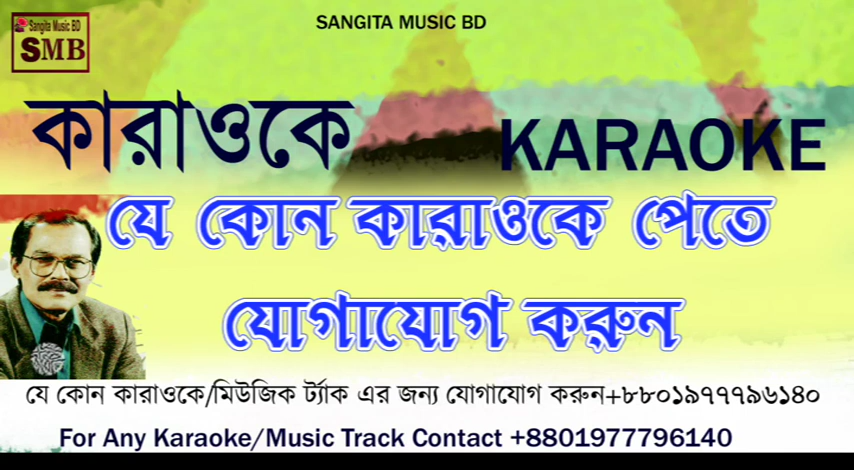 SANGITA MUSIC BD
Sangita Music BD
SMB
কারাওকে KARAOKE
যে কোন কারাওকে পেতে
যোগাযোগ করুন
যে কোন কারাওকে/মিউজিক ট্র্যাক এর জন্য যোগাযোগ করুন+৮৮০১৯৭৭৭৯৬১৪০
For Any Karaoke/Music Track Contact +8801977796140